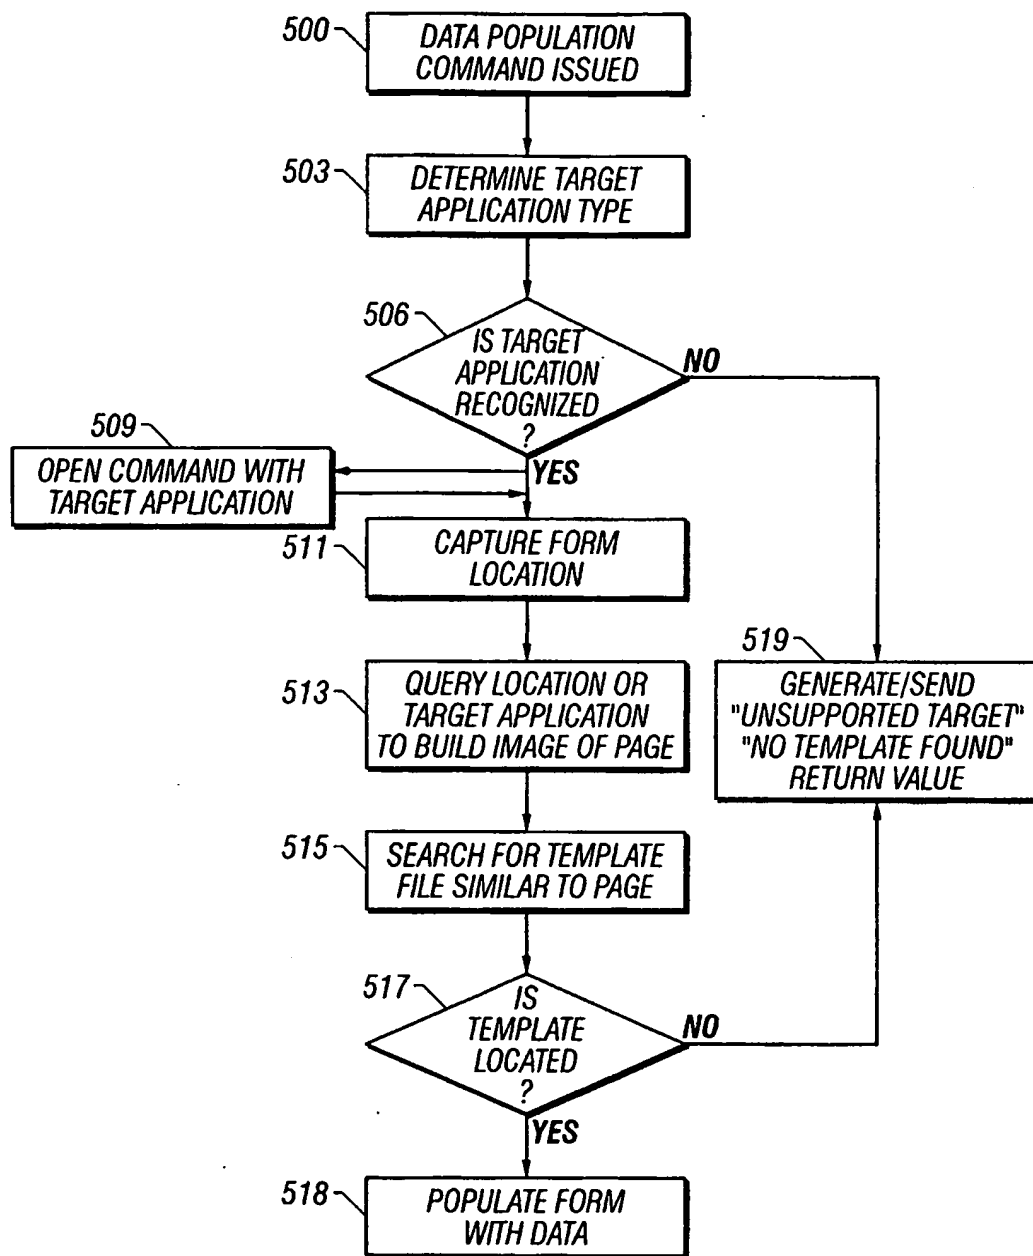 500
DATA POPULATION
COMMAND ISSUED
503
DETERMINE TARGET
APPLICATION TYPE
506
IS TARGET
APPLICATION
RECOGNIZED
?
NO
YES
509
OPEN COMMAND WITH
TARGET APPLICATION
511
CAPTURE FORM
LOCATION
513
QUERY LOCATION OR
TARGET APPLICATION
TO BUILD IMAGE OF PAGE
519
GENERATE/SEND
"UNSUPPORTED TARGET"
"NO TEMPLATE FOUND"
RETURN VALUE
515
SEARCH FOR TEMPLATE
FILE SIMILAR TO PAGE
517
IS
TEMPLATE
LOCATED
?
NO
YES
518
POPULATE FORM
WITH DATA